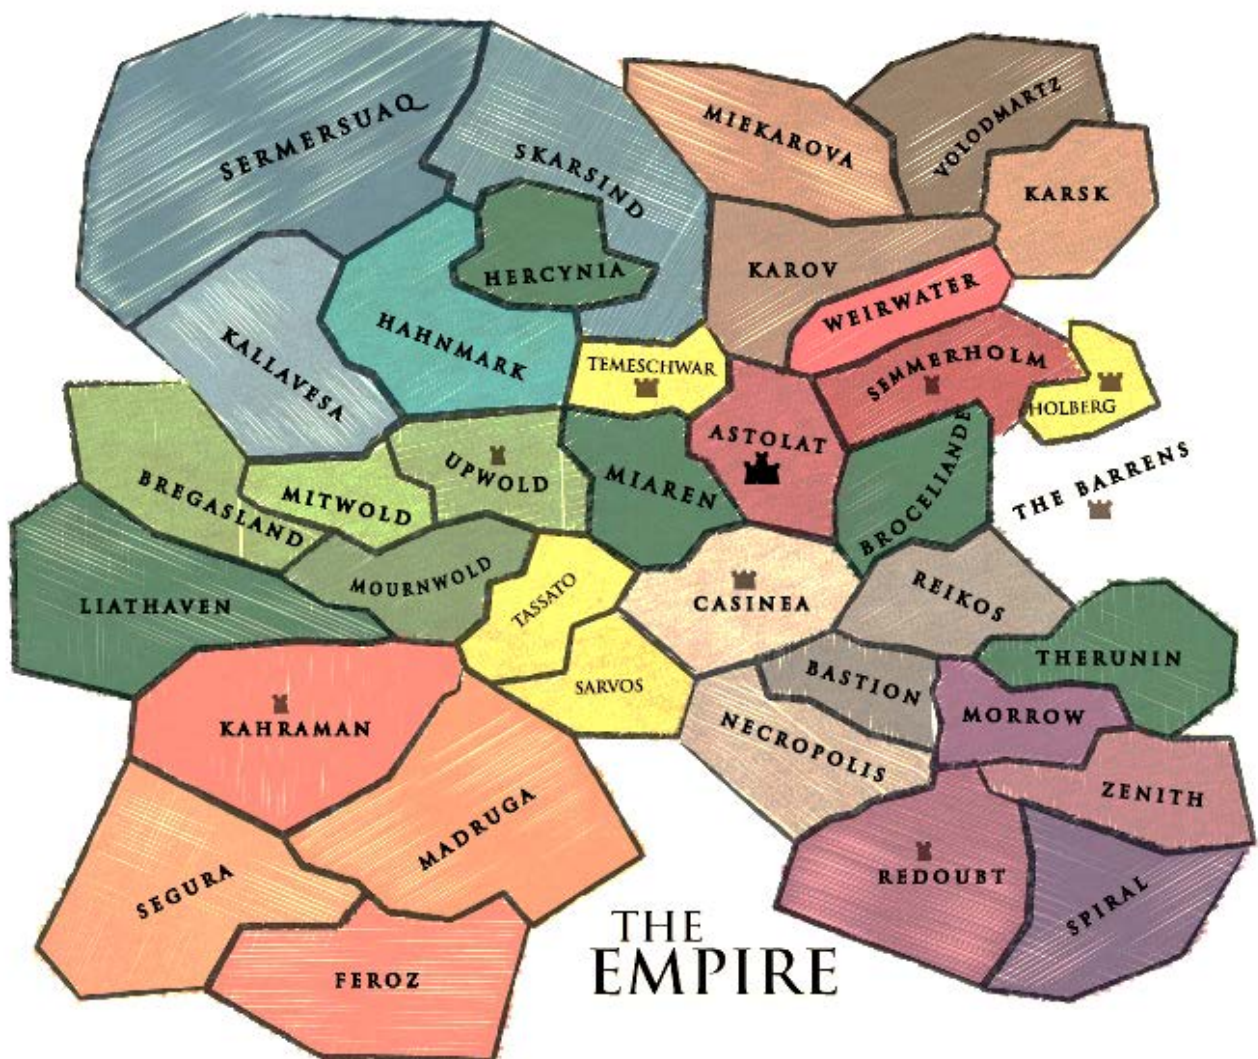 SERMERSUAQ
SKARSIND
MIEKAROVA
VOLODMARTZ
KARSK
HERCYNIA
KAROV
HAHNMARK
WEIRWATER
KALLAVESA
TEMESCHWAR
SEMMERHOLM
HOLBERG
ASTOLAT
UPWOLD
MIAREN
BROCELIANDE
THE BARRENS
BREGASLAND
MITWOLD
MOURNWOLD
TASSATO
CASINEA
REIKOS
LIATHAVEN
THERUNIN
SARVOS
BASTION
MORROW
KAHRAMAN
NECROPOLIS
ZENITH
MADRUGA
SEGURA
REDOUBT
SPIRAL
FEROZ
THE
EMPIRE